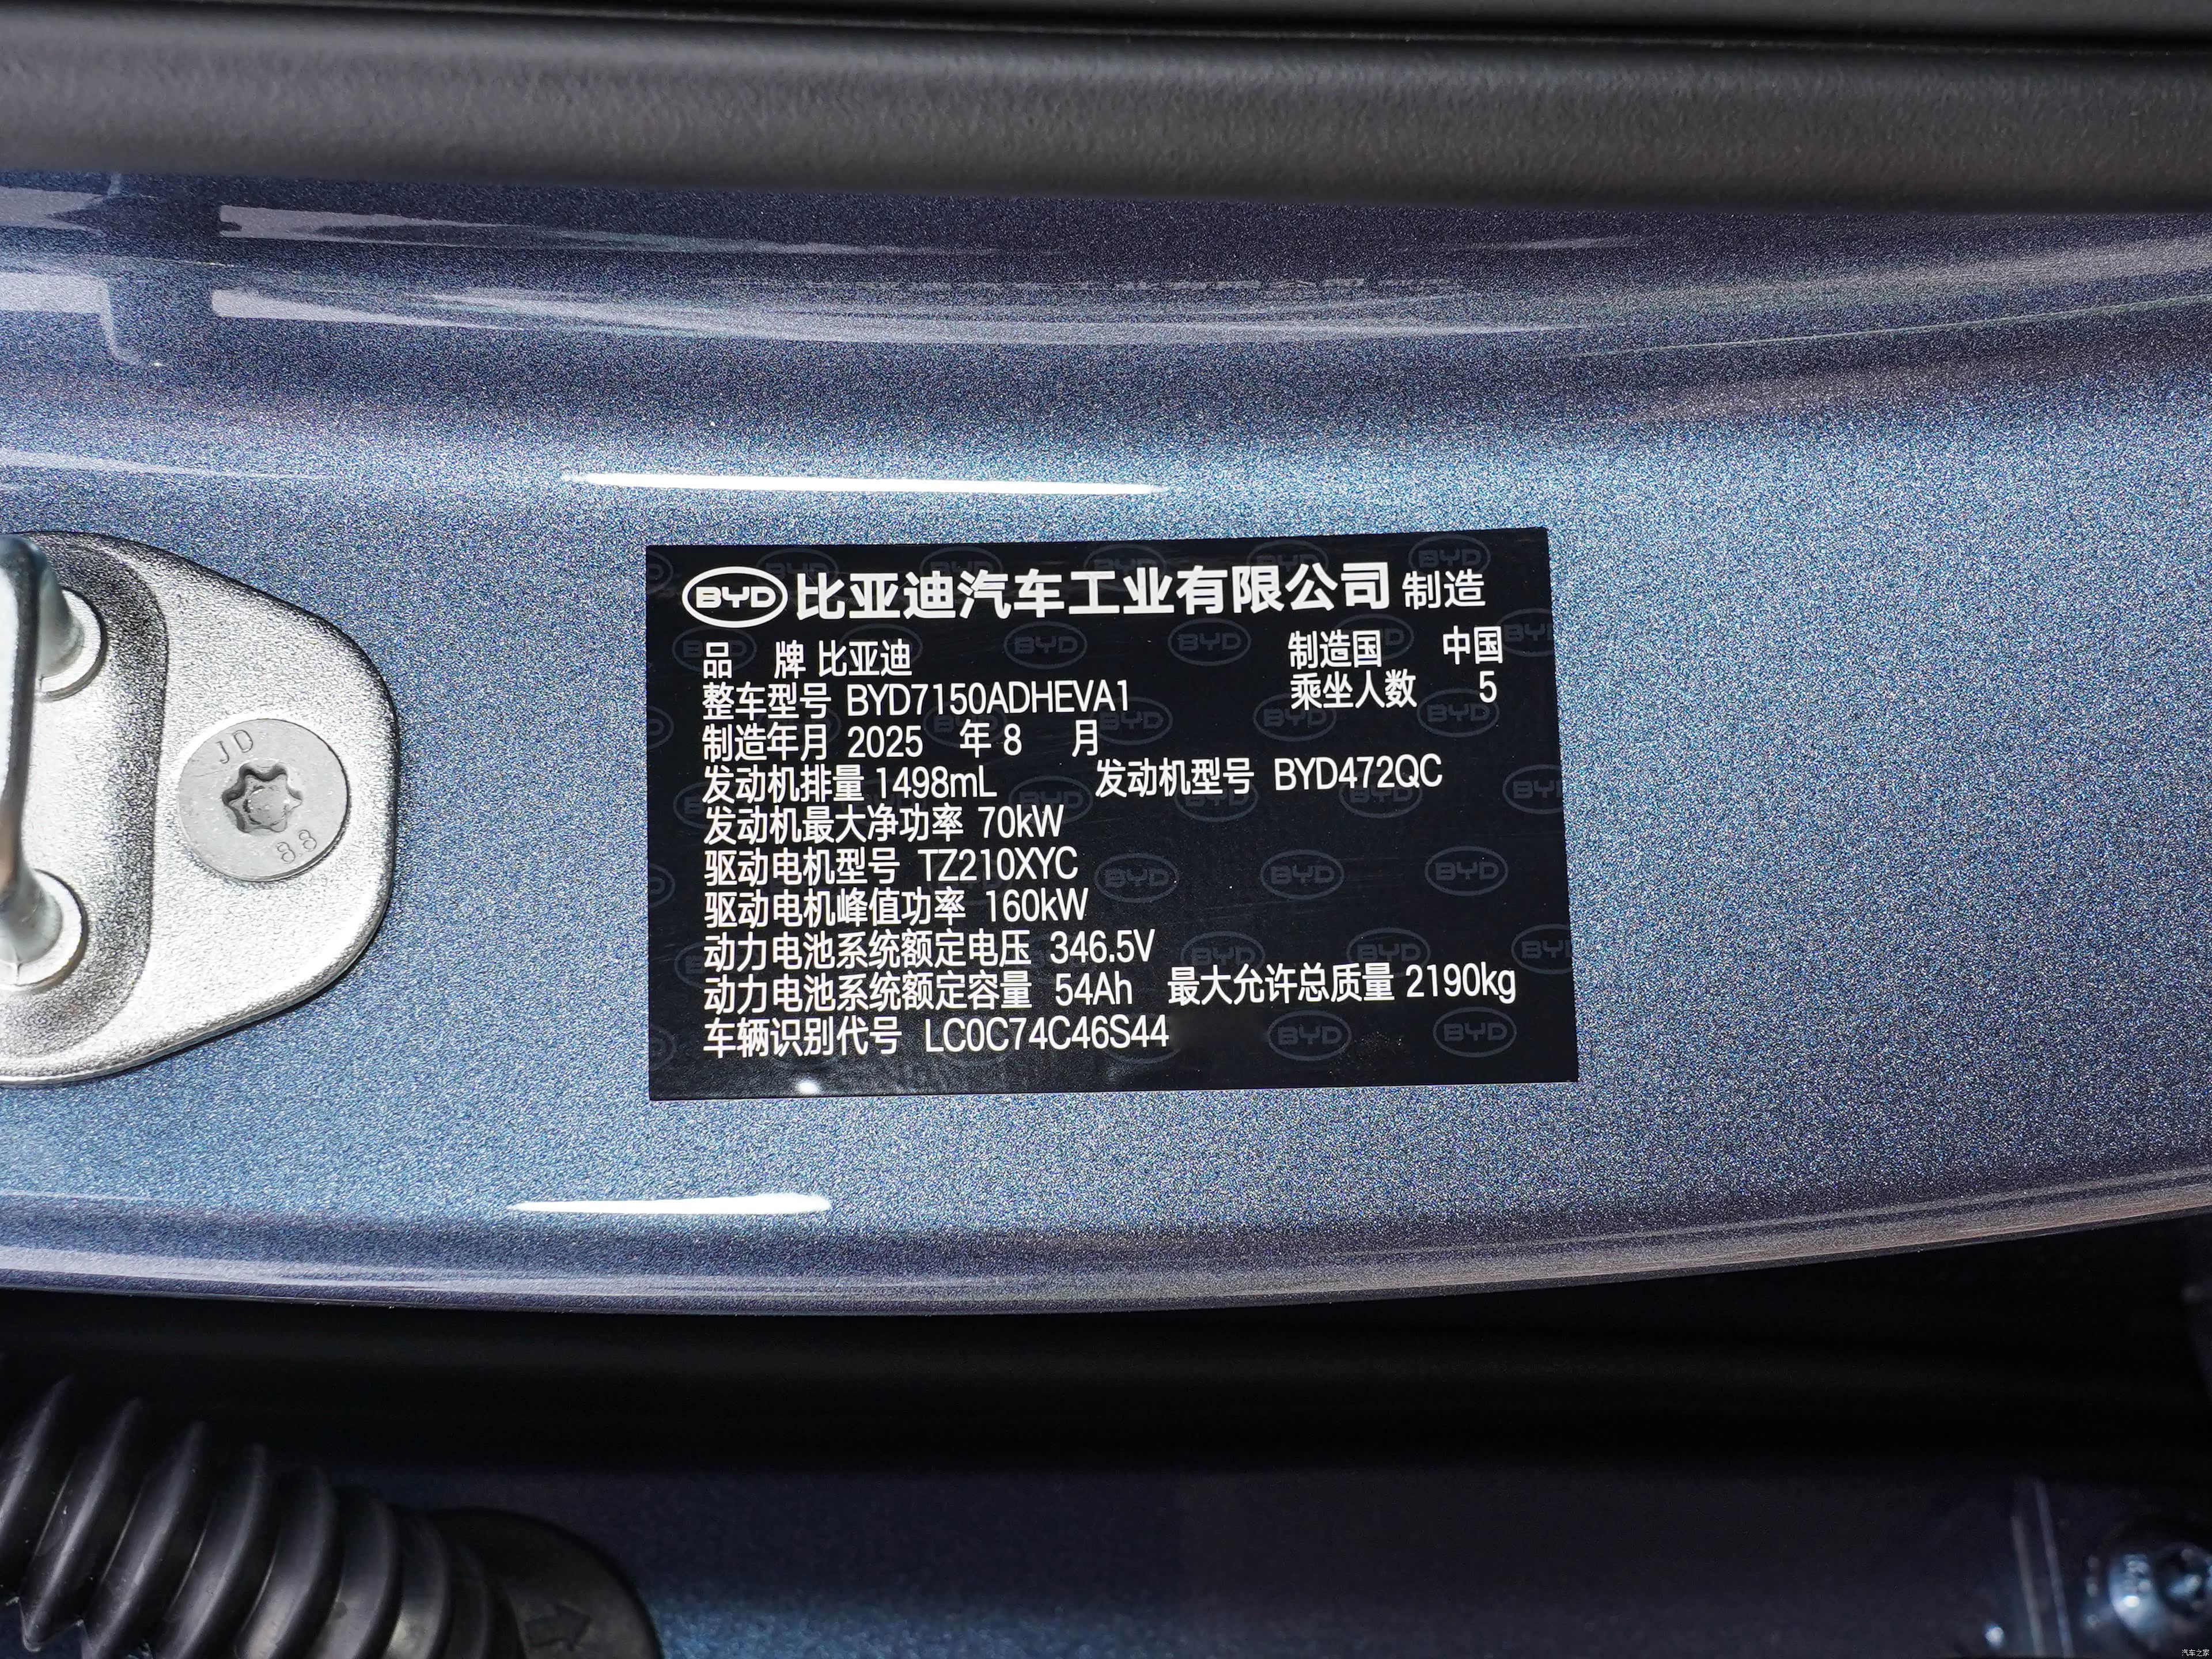 BYD 比亚迪汽车工业有限公司 制造
品 牌 比亚迪 制造国 中国
整车型号 BYD7150ADHEVA1 乘坐人数 5
制造年月 2025 年 8 月
发动机排量 1498mL 发动机型号 BYD472QC
发动机最大净功率 70kW
驱动电机型号 TZ210XYC
驱动电机峰值功率 160kW
动力电池系统额定电压 346.5V
动力电池系统额定容量 54Ah 最大允许总质量 2190kg
车辆识别代号 LC0C74C46S44
JD
88
汽车之家